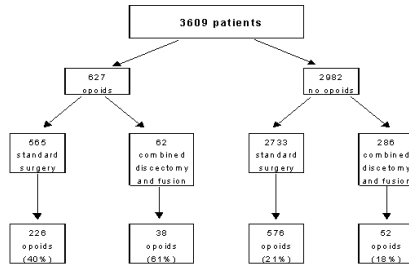 3609 patients
627
opoids
2982
no opoids
565
standard
surgery
62
combined
discectomy
and fusion
2733
standard
surgery
286
combined
discetomy
and fusion
226
opoids
(40%)
38
opoids
(61%)
576
opoids
(21%)
52
opoids
(18%)